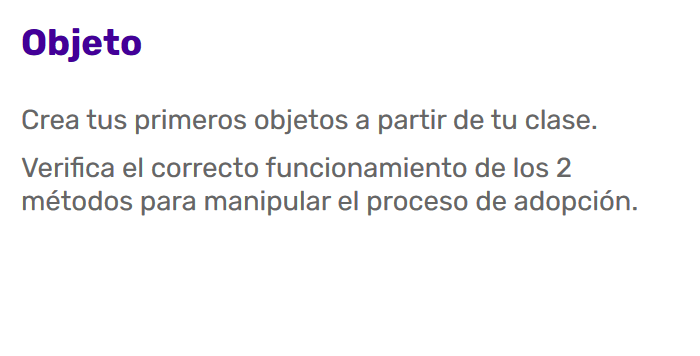 Objeto
Crea tus primeros objetos a partir de tu clase.
Verifica el correcto funcionamiento de los 2
métodos para manipular el proceso de adopción.